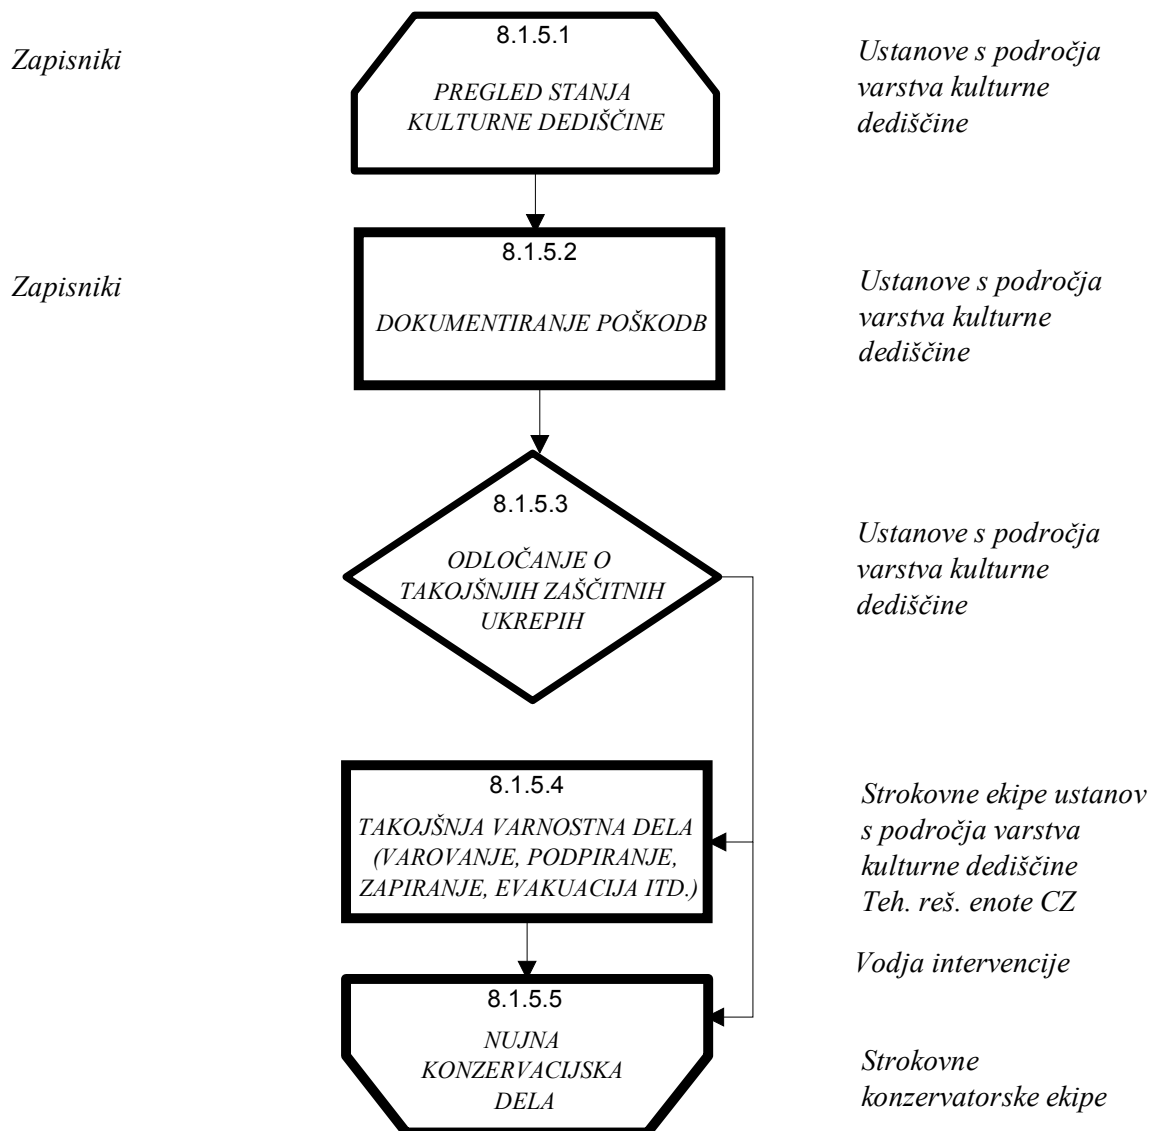 Zapisniki
8.1.5.1
PREGLED STANJA
KULTURNE DEDIŠČINE
Ustanove s področja
varstva kulturne
dediščine
Zapisniki
8.1.5.2
DOKUMENTIRANJE POŠKODB
Ustanove s področja
varstva kulturne
dediščine
8.1.5.3
ODLOČANJE O
TAKOJŠNJIH ZAŠČITNIH
UKREPIH
Ustanove s področja
varstva kulturne
dediščine
8.1.5.4
TAKOJŠNJA VARNOSTNA DELA
(VAROVANJE, PODPIRANJE,
ZAPIRANJE, EVAKUACIJA ITD.)
Strokovne ekipe ustanov
s področja varstva
kulturne dediščine
Teh. reš. enote CZ
Vodja intervencije
8.1.5.5
NUJNA
KONZERVACIJSKA
DELA
Strokovne
konzervatorske ekipe